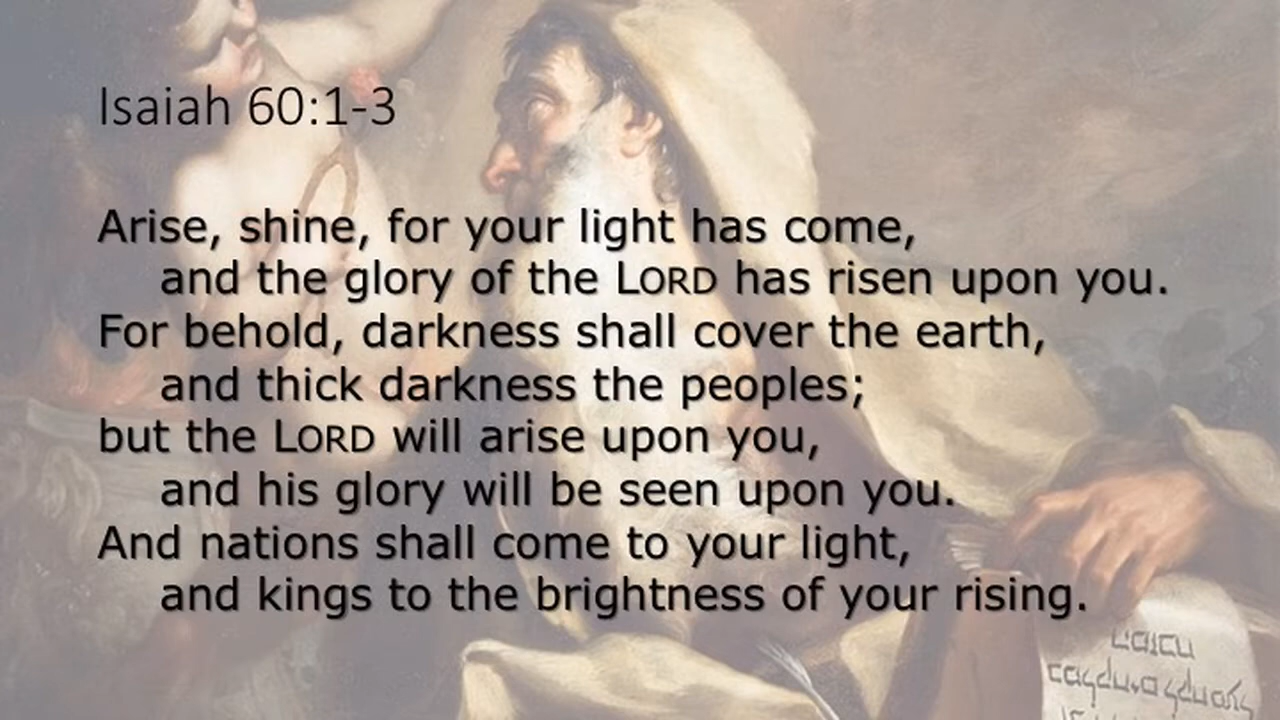 Isaiah 60:1-3
Arise, shine, for your light has come,
and the glory of the LORD has risen upon you.
For behold, darkness shall cover the earth,
and thick darkness the peoples;
but the LORD will arise upon you,
and his glory will be seen upon you.
And nations shall come to your light,
and kings to the brightness of your rising.